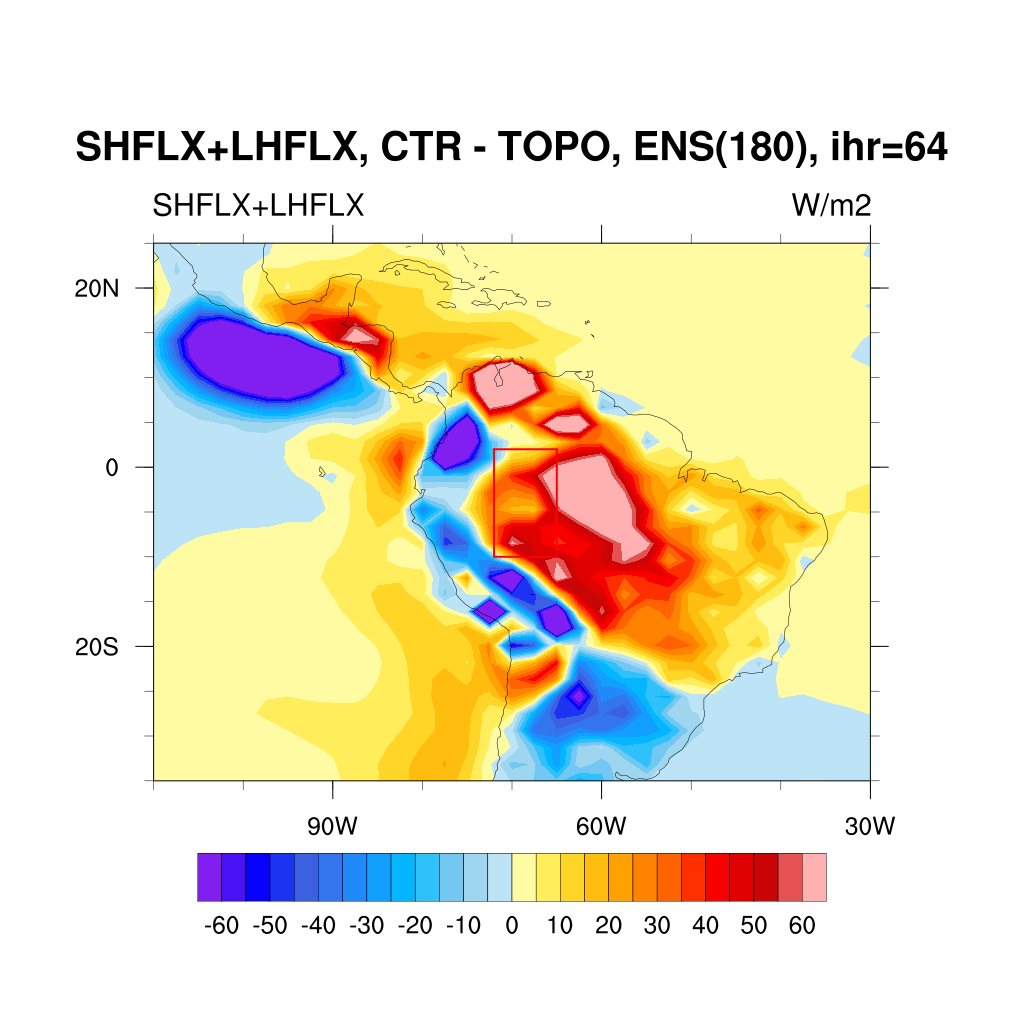 SHFLX+LHFLX, CTR - TOPO, ENS(180), ihr=64
SHFLX+LHFLX W/m2
20N
0
20S
90W 60W 30W
-60 -50 -40 -30 -20 -10 0 10 20 30 40 50 60